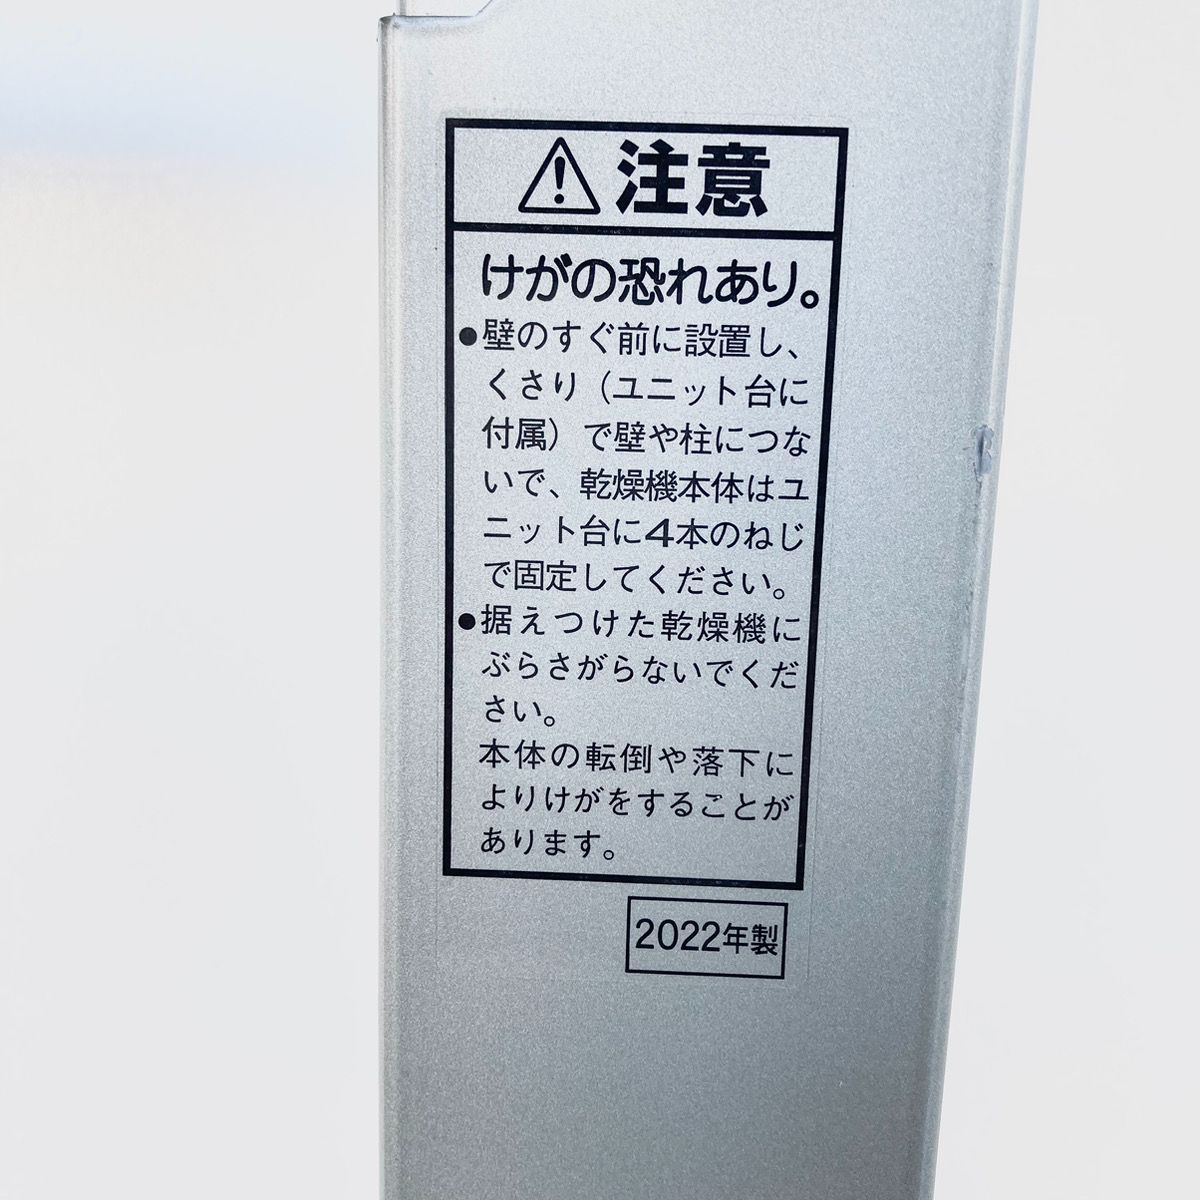 注意
けがの恐れあり。
●壁のすぐ前に設置し、
くさり（ユニット台に
付属）で壁や柱につな
いで、乾燥機本体はユ
ニット台に4本のねじ
で固定してください。
●据えつけた乾燥機に
ぶらさがらないでくだ
さい。
本体の転倒や落下に
よりけがをすることが
あります。
2022年製